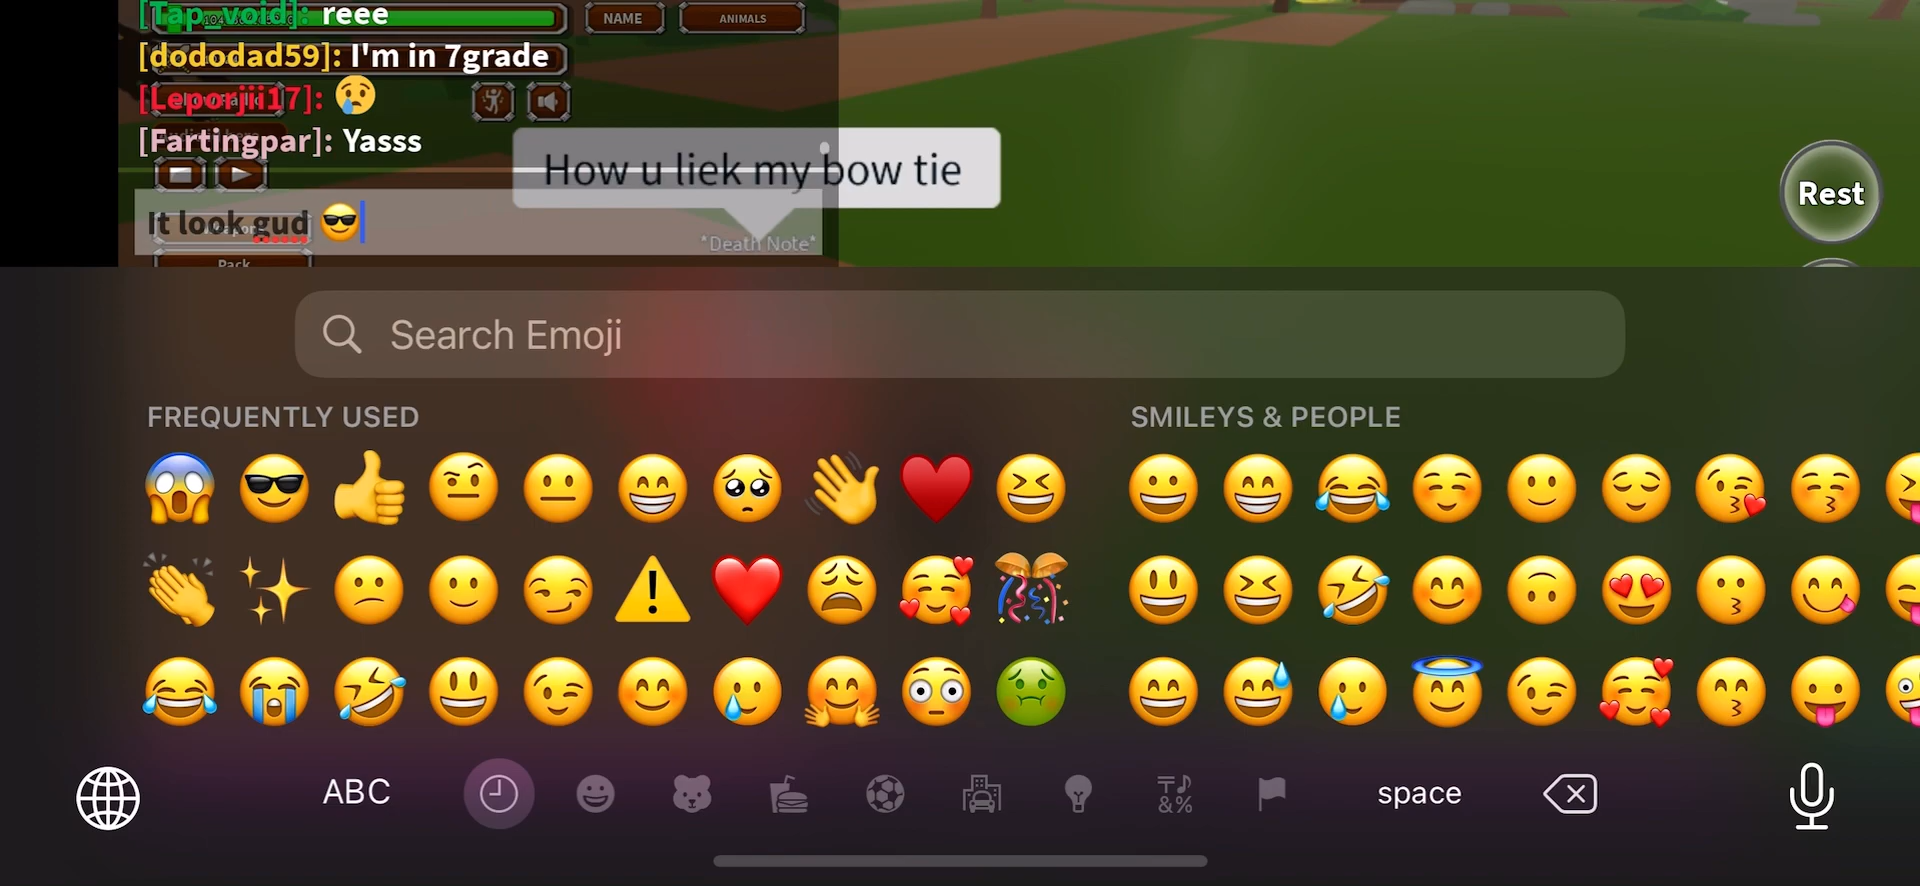 [Tap_void]: reee
NAME
ANIMALS
[dododad59]: I'm in 7grade
[Leporjii17]: 😢
[Fartingpar]: Yasss
How u liek my bow tie
It look gud 😎
*Death Note*
Pack
Rest
Search Emoji
FREQUENTLY USED
SMILEYS & PEOPLE
ABC
space